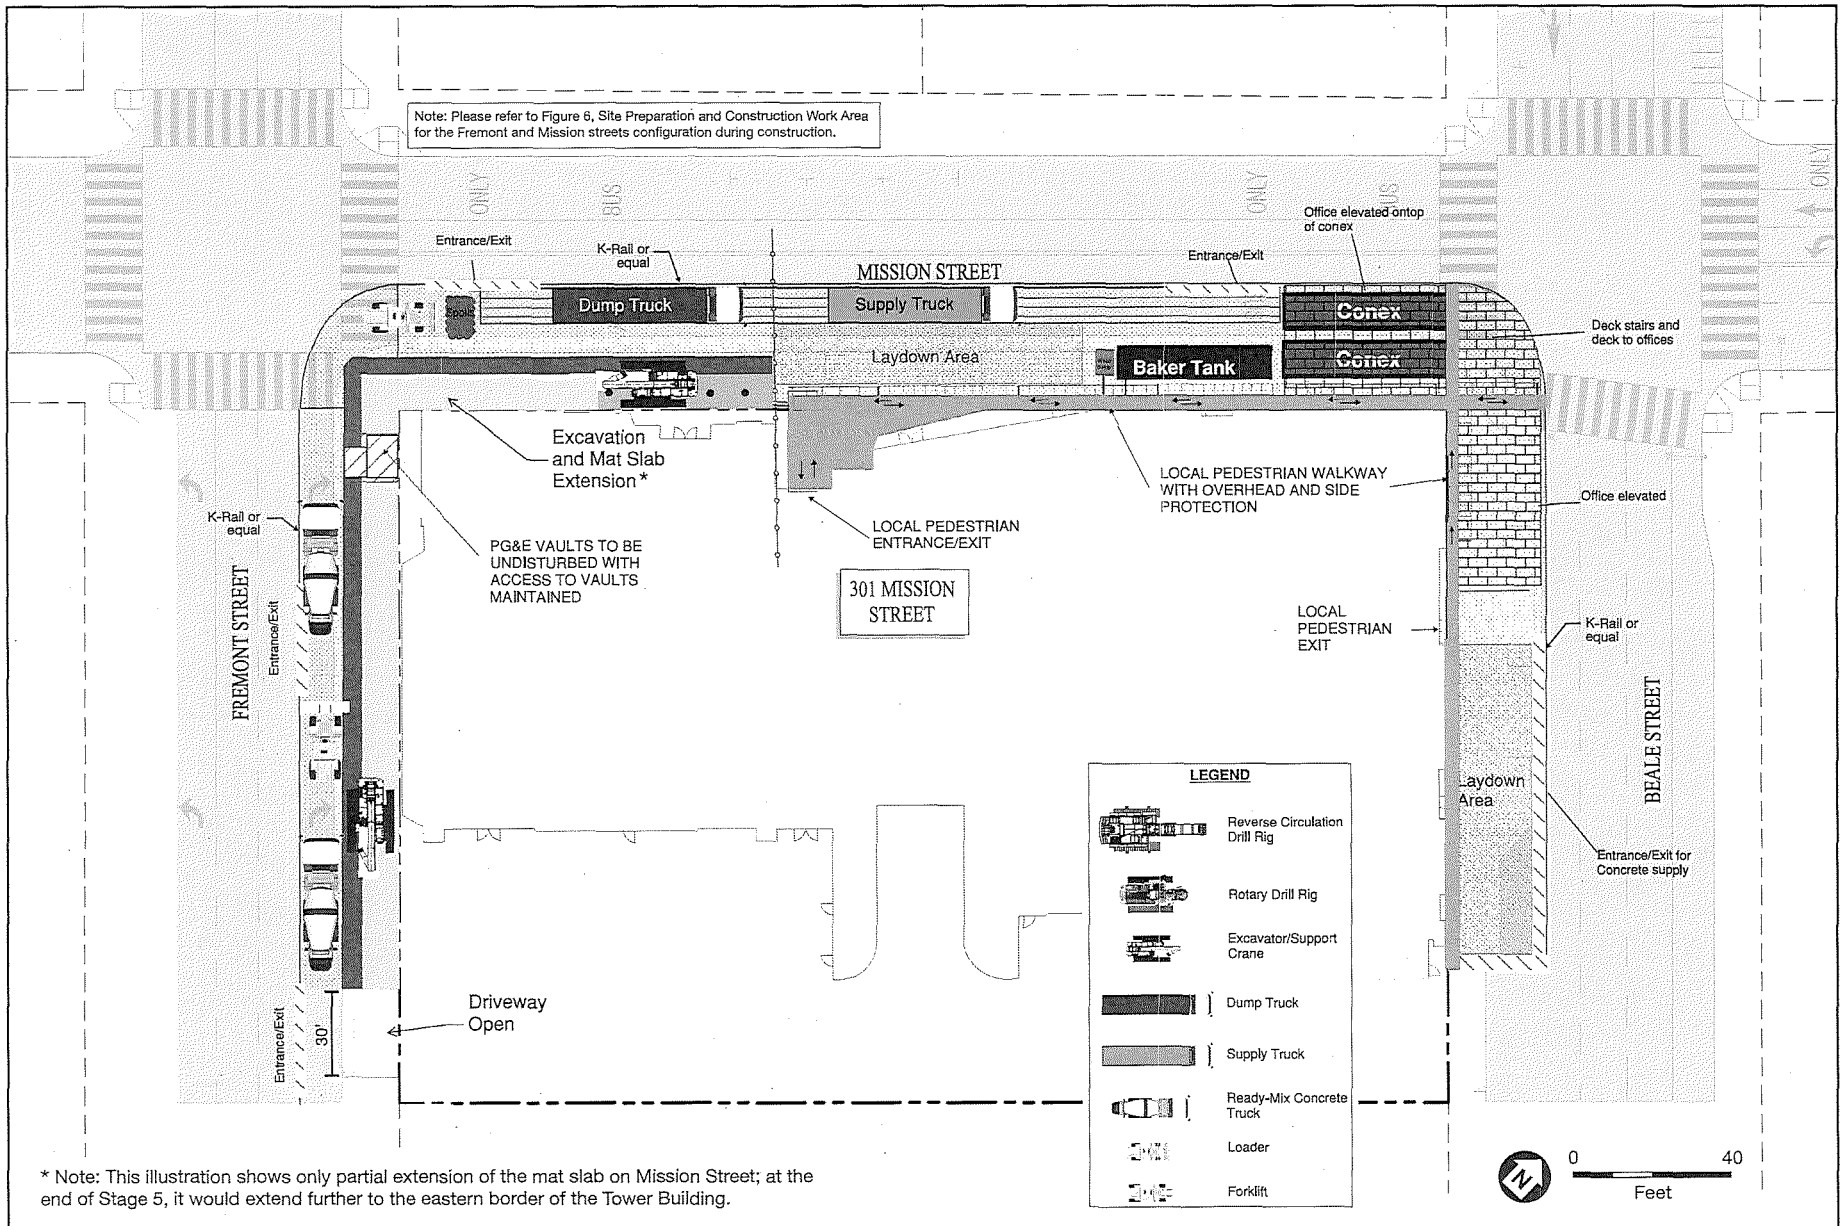 Note: Please refer to Figure 6, Site Preparation and Construction Work Area
for the Fremont and Mission streets configuration during construction.
ONLY
BUS
ONLY
BUS
ONLY
Office elevated ontop
of conex
Entrance/Exit
K-Rail or
equal
Entrance/Exit
MISSION STREET
Spoils
Dump Truck
Supply Truck
Conex
Deck stairs and
deck to offices
Laydown Area
Baker Tank
Conex
Excavation
and Mat Slab
Extension*
LOCAL PEDESTRIAN WALKWAY
WITH OVERHEAD AND SIDE
PROTECTION
Office elevated
K-Rail or
equal
LOCAL PEDESTRIAN
ENTRANCE/EXIT
PG&E VAULTS TO BE
UNDISTURBED WITH
ACCESS TO VAULTS
MAINTAINED
301 MISSION
STREET
LOCAL
PEDESTRIAN
EXIT
K-Rail or
equal
FREMONT STREET
Entrance/Exit
BEALE STREET
Laydown
Area
Entrance/Exit for
Concrete supply
LEGEND
Reverse Circulation
Drill Rig
Rotary Drill Rig
Excavator/Support
Crane
Dump Truck
Supply Truck
Ready-Mix Concrete
Truck
Loader
Forklift
Driveway
Open
Entrance/Exit
30'
* Note: This illustration shows only partial extension of the mat slab on Mission Street; at the
end of Stage 5, it would extend further to the eastern border of the Tower Building.
N
0 40
Feet